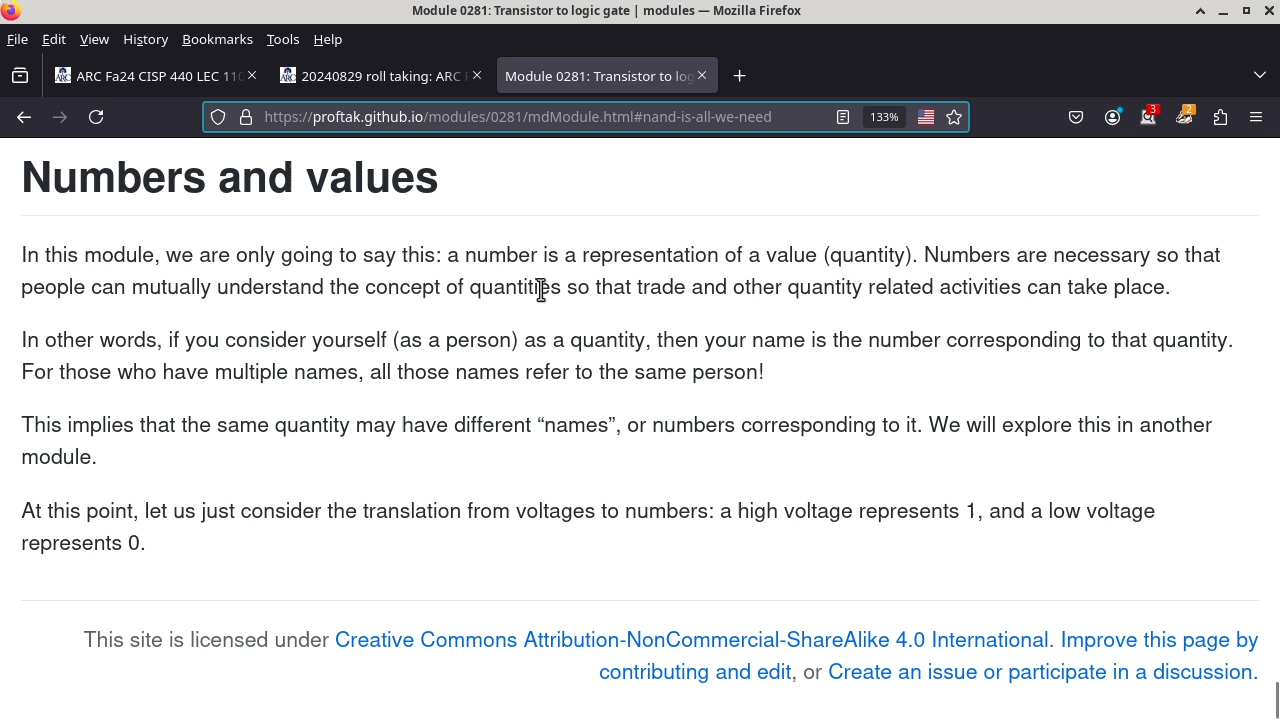 Module 0281: Transistor to logic gate | modules — Mozilla Firefox
File Edit View History Bookmarks Tools Help
ARC Fa24 CISP 440 LEC 110 20240829 roll taking: ARC F Module 0281: Transistor to log
https://proftak.github.io/modules/0281/mdModule.html#nand-is-all-we-need 133% 3 2
Numbers and values
In this module, we are only going to say this: a number is a representation of a value (quantity). Numbers are necessary so that
people can mutually understand the concept of quantities so that trade and other quantity related activities can take place.
In other words, if you consider yourself (as a person) as a quantity, then your name is the number corresponding to that quantity.
For those who have multiple names, all those names refer to the same person!
This implies that the same quantity may have different “names”, or numbers corresponding to it. We will explore this in another
module.
At this point, let us just consider the translation from voltages to numbers: a high voltage represents 1, and a low voltage
represents 0.
This site is licensed under Creative Commons Attribution-NonCommercial-ShareAlike 4.0 International. Improve this page by
contributing and edit, or Create an issue or participate in a discussion.